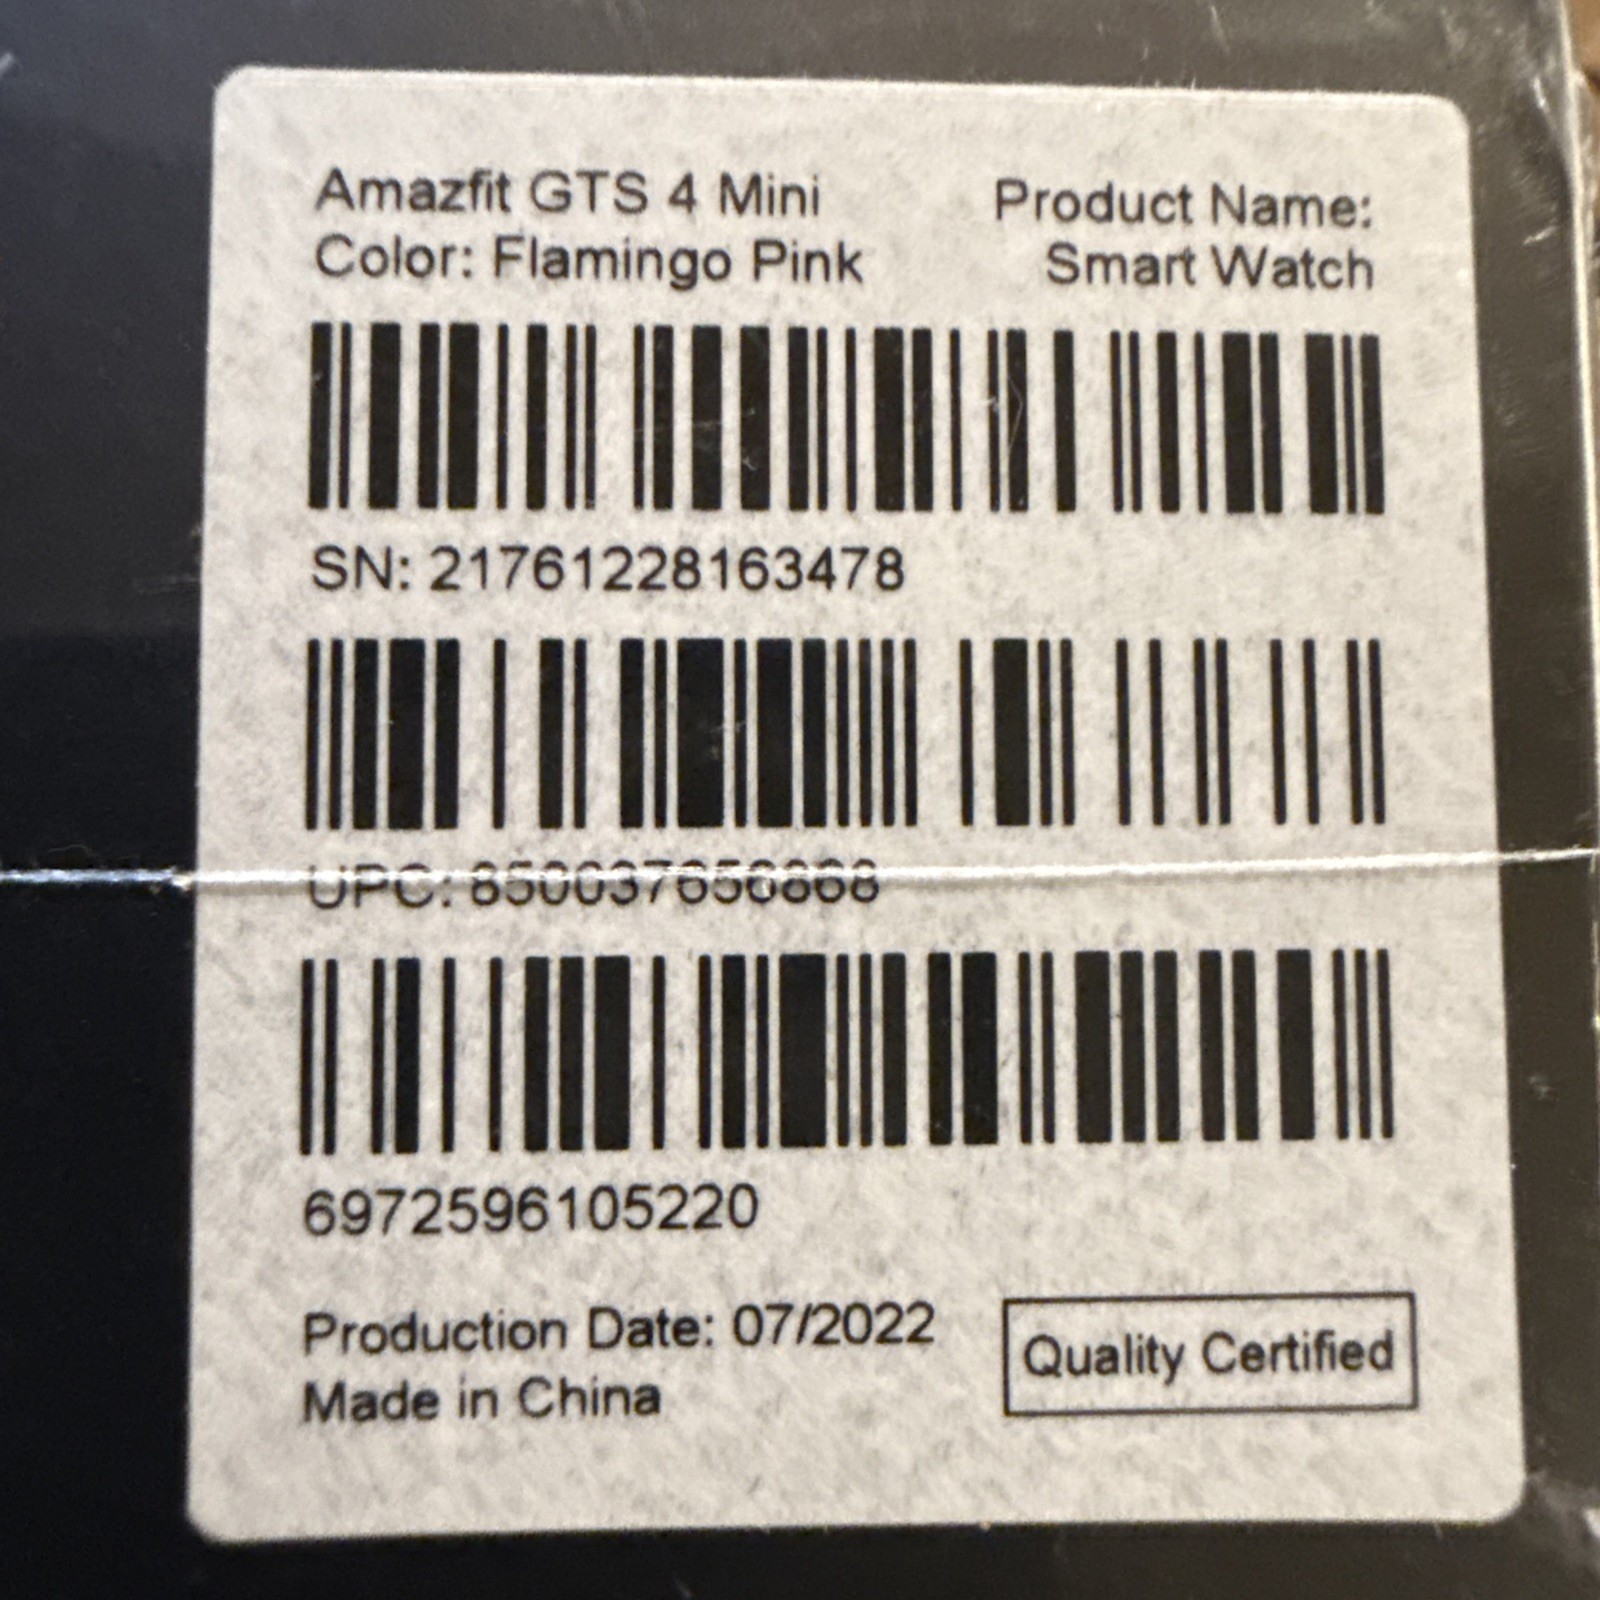 Amazfit GTS 4 Mini
Color: Flamingo Pink
Product Name:
Smart Watch
SN: 21761228163478
UPC: 850037656868
6972596105220
Production Date: 07/2022
Made in China
Quality Certified